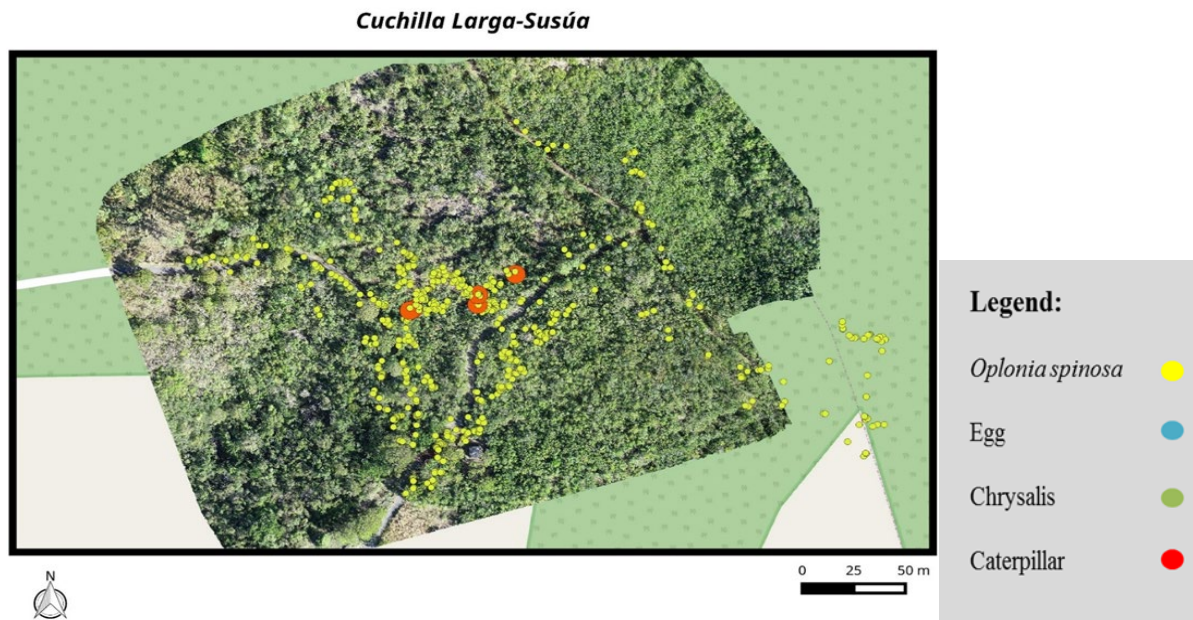 Cuchilla Larga-Susúa
Legend:
Oplonia spinosa
Egg
Chrysalis
Caterpillar
N
0 25 50 m